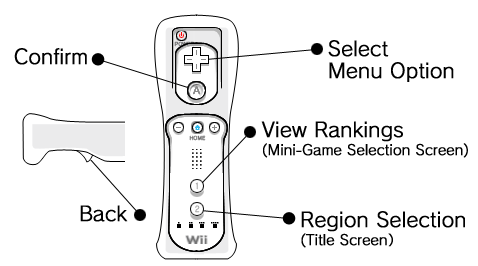 POWER
Confirm
Select
Menu Option
A
HOME
View Rankings
(Mini-Game Selection Screen)
1
Back
2
Region Selection
(Title Screen)
Wii